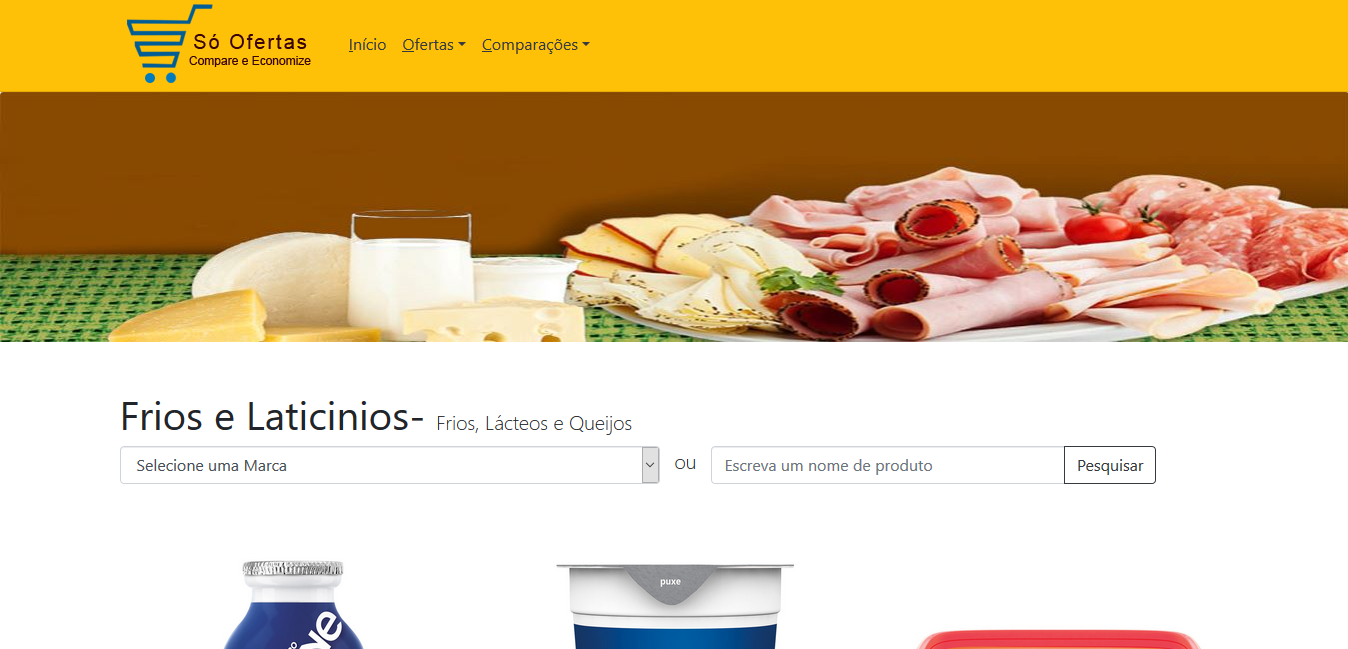 Só Ofertas
Compare e Economize
Início Ofertas Comparações
Frios e Laticinios- Frios, Lácteos e Queijos
Selecione uma Marca ou Escreva um nome de produto Pesquisar
puxe